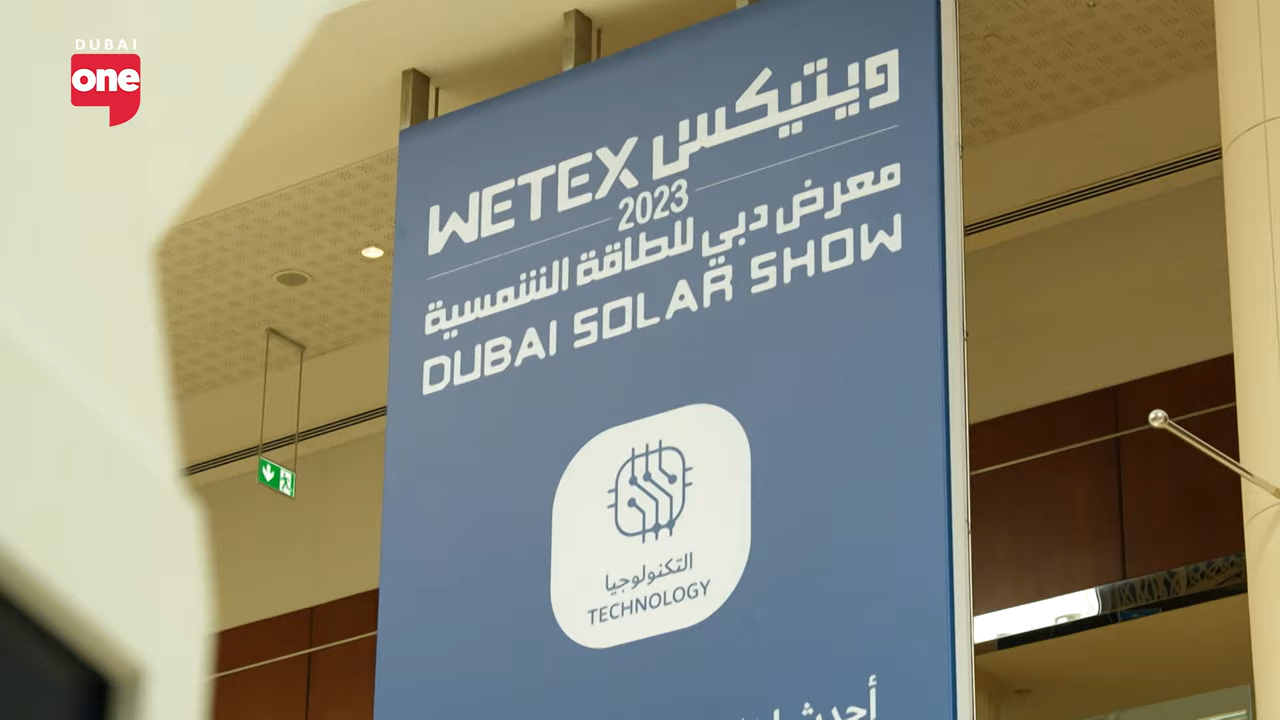 DUBAI
one
ويتيكس
WETEX
2023
معرض دبي للطاقة الشمسية
DUBAI SOLAR SHOW
التكنولوجيا
TECHNOLOGY